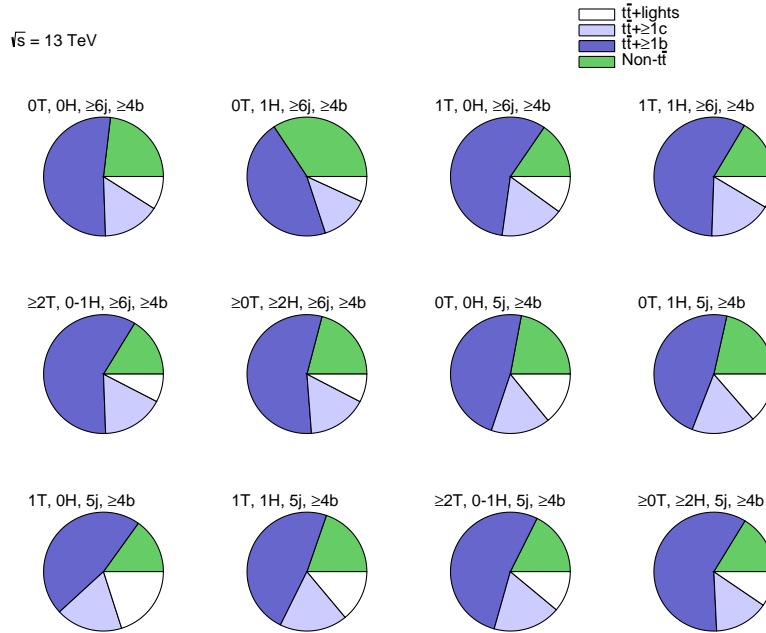 √s = 13 TeV
tt̄+lights
tt̄+≥1c
tt̄+≥1b
Non-tt̄
0T, 0H, ≥6j, ≥4b
0T, 1H, ≥6j, ≥4b
1T, 0H, ≥6j, ≥4b
1T, 1H, ≥6j, ≥4b
≥2T, 0-1H, ≥6j, ≥4b
≥0T, ≥2H, ≥6j, ≥4b
0T, 0H, 5j, ≥4b
0T, 1H, 5j, ≥4b
1T, 0H, 5j, ≥4b
1T, 1H, 5j, ≥4b
≥2T, 0-1H, 5j, ≥4b
≥0T, ≥2H, 5j, ≥4b